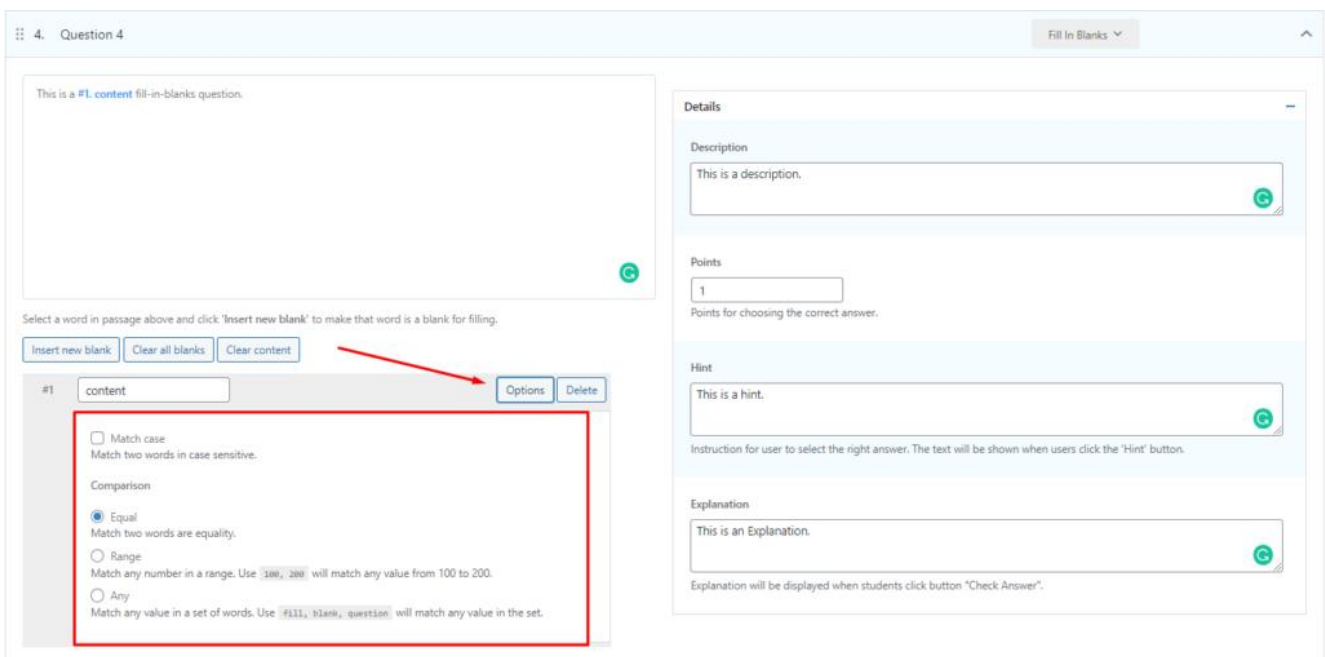 4. Question 4
Fill In Blanks
This is a #1. content fill-in-blanks question.
Select a word in passage above and click 'Insert new blank' to make that word is a blank for filling.
Insert new blank
Clear all blanks
Clear content
#1
content
Options
Delete
Match case
Match two words in case sensitive.
Comparison
Equal
Match two words are equality.
Range
Match any number in a range. Use 100, 200 will match any value from 100 to 200.
Any
Match any value in a set of words. Use fill, blank, question will match any value in the set.
Details
Description
This is a description.
Points
1
Points for choosing the correct answer.
Hint
This is a hint.
Instruction for user to select the right answer. The text will be shown when users click the 'Hint' button.
Explanation
This is an Explanation.
Explanation will be displayed when students click button "Check Answer".